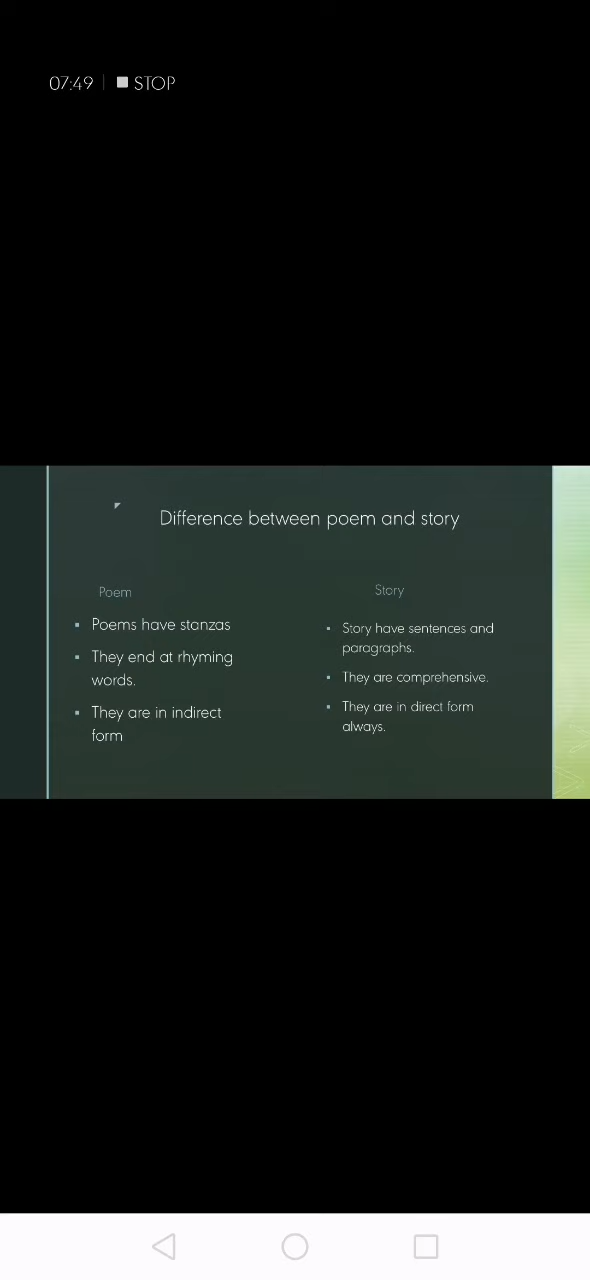 07:49 STOP
Difference between poem and story
Poem
Poems have stanzas
They end at rhyming
words.
They are in indirect
form
Story
Story have sentences and
paragraphs.
They are comprehensive.
They are in direct form
always.